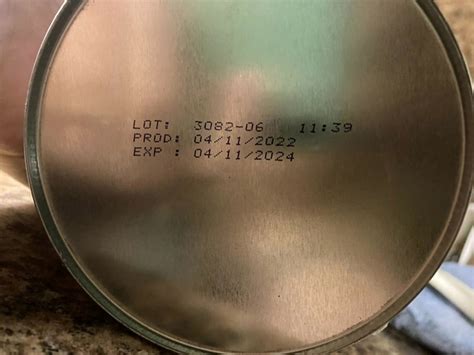 LOT: 3082-06 11:39
PROD: 04/11/2022
EXP : 04/11/2024